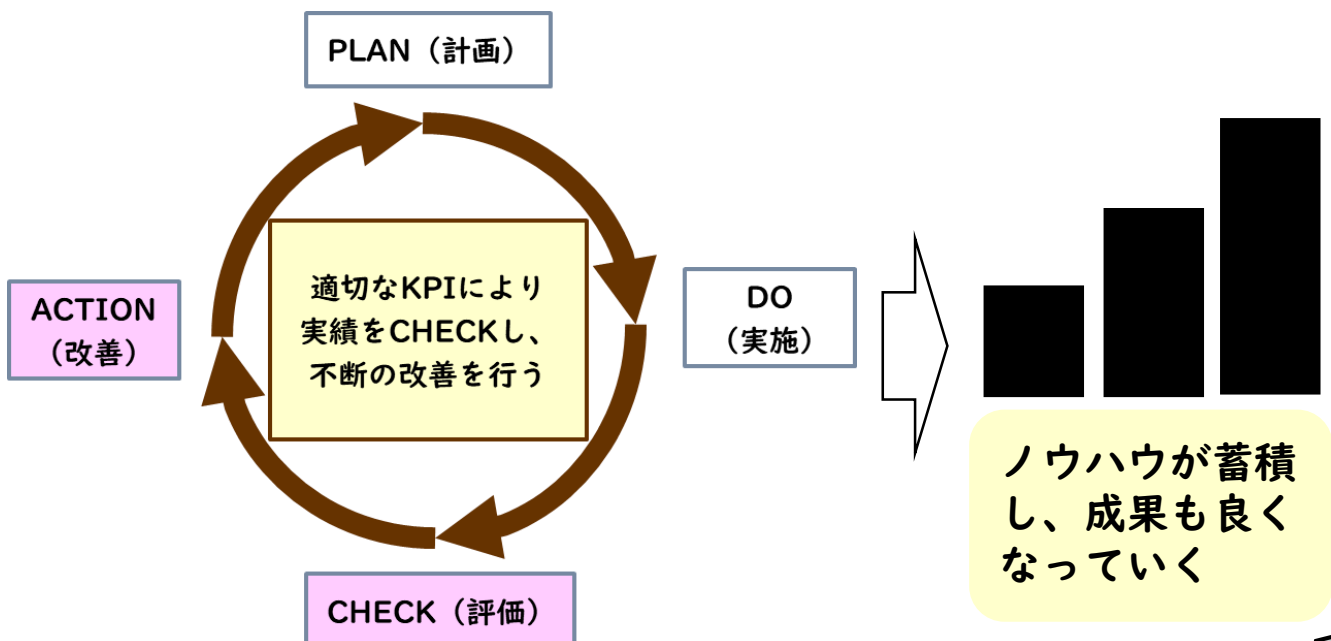 PLAN（計画）
ACTION
（改善）
適切なKPIにより
実績をCHECKし、
不断の改善を行う
DO
（実施）
CHECK（評価）
ノウハウが蓄積
し、成果も良く
なっていく